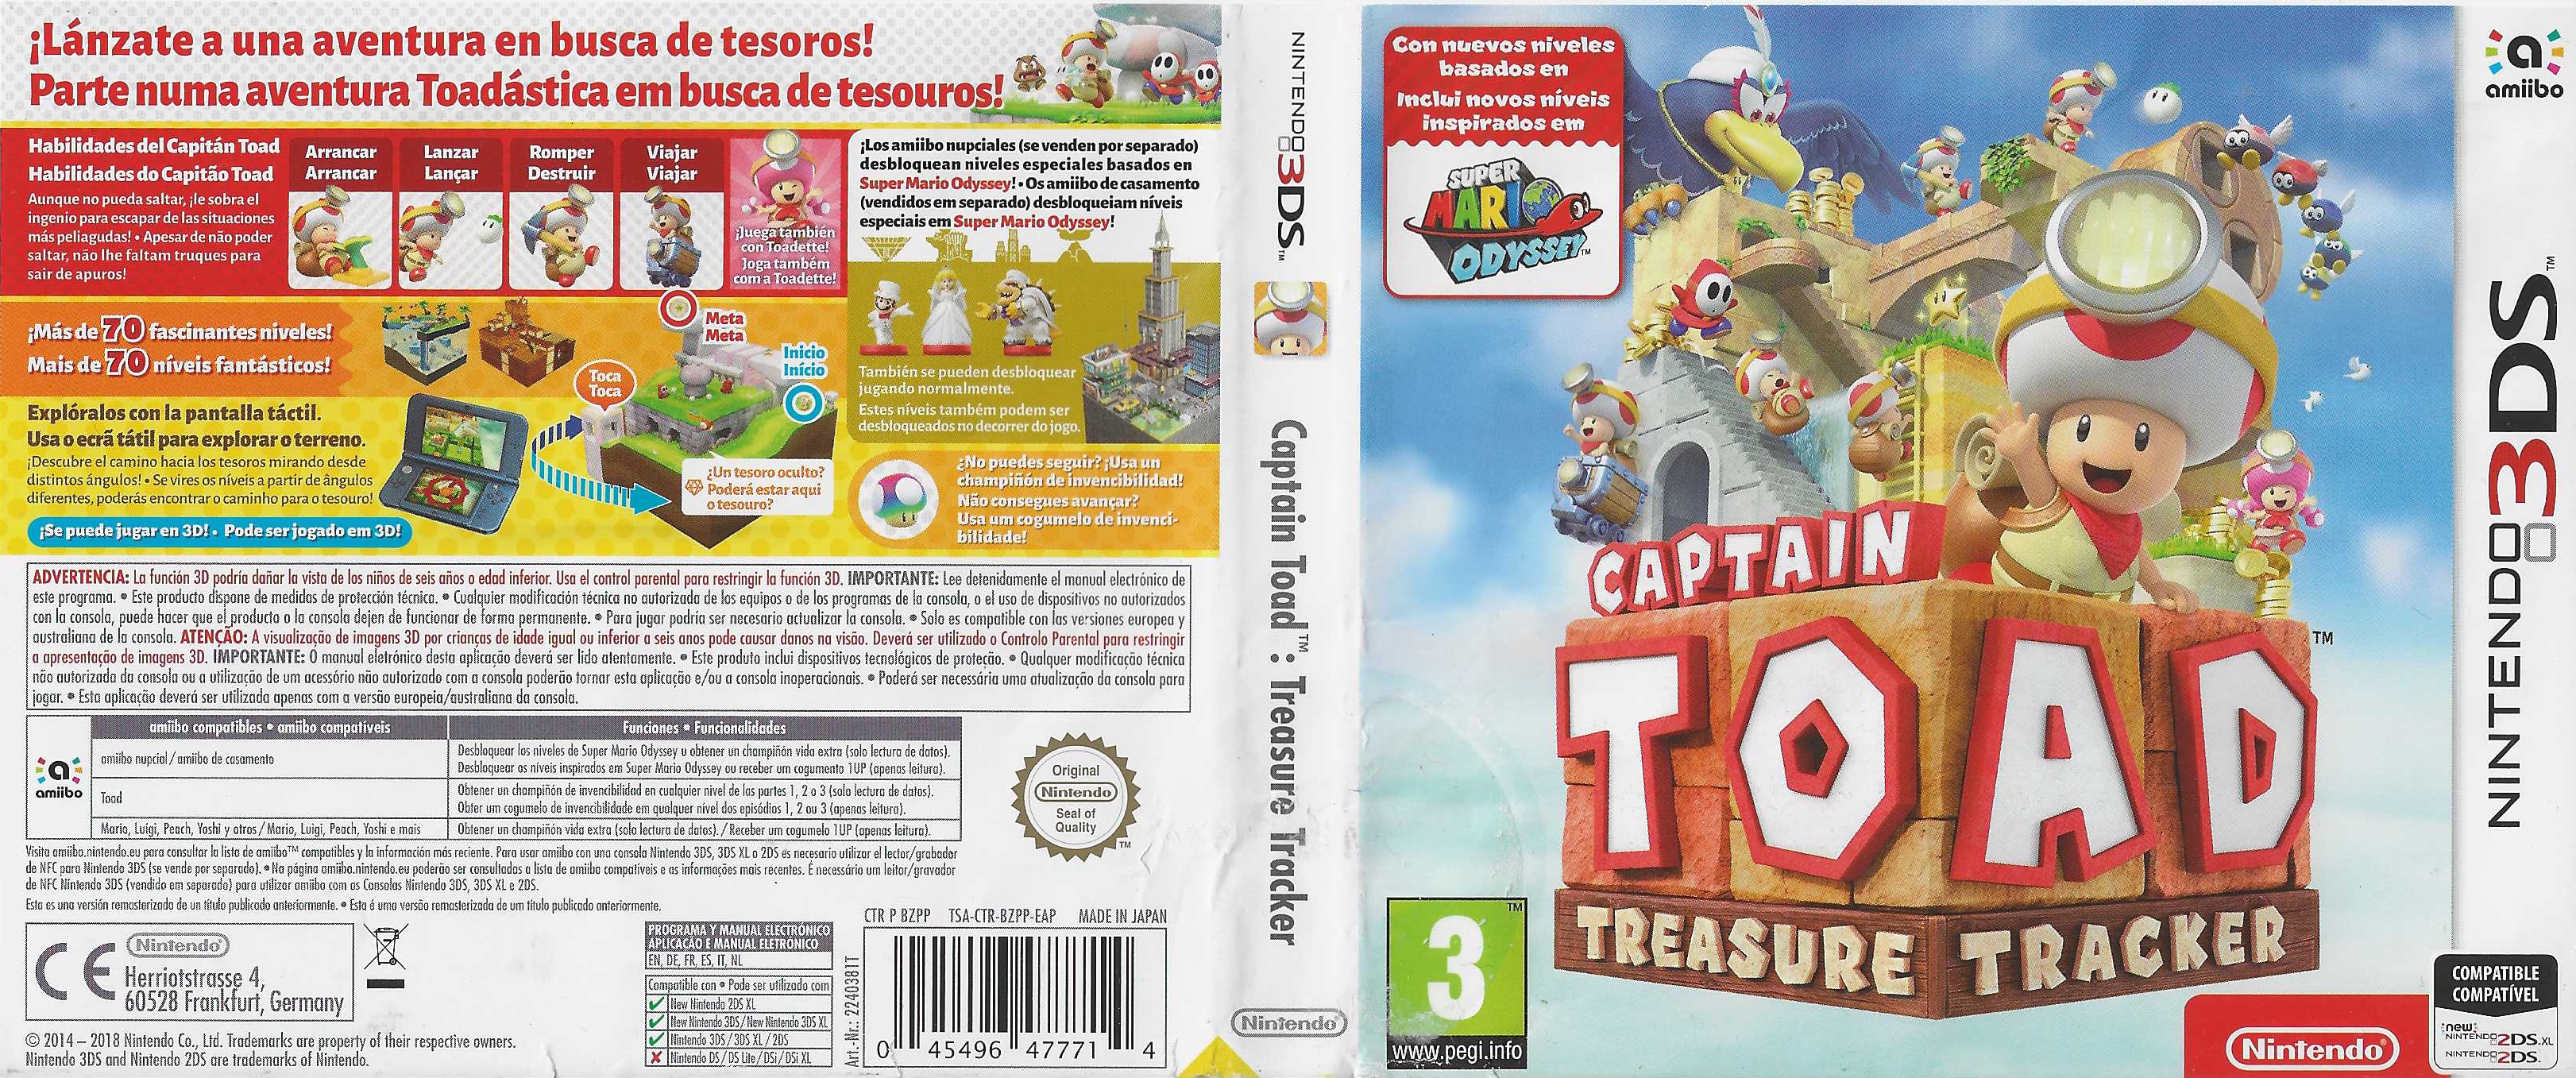 ¡Lánzate a una aventura en busca de tesoros!
Parte numa aventura Toadástica em busca de tesouros!
Habilidades del Capitán Toad
Habilidades do Capitão Toad
Aunque no pueda saltar, ¡le sobra el
ingenio para escapar de las situaciones
más peliagudas! • Apesar de não poder
saltar, não lhe faltam truques para
sair de apuros!
Arrancar
Arrancar
Lanzar
Lançar
Romper
Destruir
Viajar
Viajar
¡Juega también
con Toadette!
Joga também
com a Toadette!
¡Los amiibo nupciales (se venden por separado)
desbloquean niveles especiales basados en
Super Mario Odyssey! • Os amiibo de casamento
(vendidos em separado) desbloqueiam níveis
especiais em Super Mario Odyssey!
También se pueden desbloquear
jugando normalmente.
Estes níveis também podem ser
desbloqueados no decorrer do jogo.
¡Más de 70 fascinantes niveles!
Mais de 70 níveis fantásticos!
Meta
Meta
Inicio
Início
Toca
Toca
¿Un tesoro oculto?
Poderá estar aqui
o tesouro?
Explóralos con la pantalla táctil.
Usa o ecrã tátil para explorar o terreno.
¡Descubre el camino hacia los tesoros mirando desde
distintos ángulos! • Se vires os níveis a partir de ângulos
diferentes, poderás encontrar o caminho para o tesouro!
¡Se puede jugar en 3D! • Pode ser jogado em 3D!
¿No puedes seguir? ¡Usa un
champiñón de invencibilidad!
Não consegues avançar?
Usa um cogumelo de invenci-
bilidade!
ADVERTENCIA: La función 3D podría dañar la vista de los niños de seis años o edad inferior. Usa el control parental para restringir la función 3D. IMPORTANTE: Lee detenidamente el manual electrónico de
este programa. • Este producto dispone de medidas de protección técnica. • Cualquier modificación técnica no autorizada de los equipos o de los programas de la consola, o el uso de dispositivos no autorizados
con la consola, puede hacer que el producto o la consola dejen de funcionar de forma permanente. • Para jugar podría ser necesario actualizar la consola. • Solo es compatible con las versiones europea y
australiana de la consola. ATENÇÃO: A visualização de imagens 3D por crianças de idade igual ou inferior a seis anos pode causar danos na visão. Deverá ser utilizado o Controlo Parental para restringir
a apresentação de imagens 3D. IMPORTANTE: O manual eletrónico desta aplicação deverá ser lido atentamente. • Este produto inclui dispositivos tecnológicos de proteção. • Qualquer modificação técnica
não autorizada da consola ou a utilização de um acessório não autorizado com a consola poderão tornar esta aplicação e/ou a consola inoperacionais. • Poderá ser necessária uma atualização da consola para
jogar. • Esta aplicação deverá ser utilizada apenas com a versão europeia/australiana da consola.
amiibo
amiibo compatibles • amiibo compatíveis
Funciones • Funcionalidades
amiibo nupcial / amiibo de casamento
Desbloquear los niveles de Super Mario Odyssey u obtener un champiñón vida extra (solo lectura de datos).
Desbloquear os níveis inspirados em Super Mario Odyssey ou receber um cogumento 1UP (apenas leitura).
Toad
Obtener un champiñón de invencibilidad en cualquier nivel de las partes 1, 2 o 3 (solo lectura de datos).
Obter um cogumelo de invencibilidade em qualquer nível dos episódios 1, 2 ou 3 (apenas leitura).
Mario, Luigi, Peach, Yoshi y otros / Mario, Luigi, Peach, Yoshi e mais
Obtener un champiñón vida extra (solo lectura de datos). / Receber um cogumelo 1UP (apenas leitura).
Original
Nintendo
Seal of
Quality
TM
Visita amiibo.nintendo.eu para consultar la lista de amiibo™ compatibles y la información más reciente. Para usar amiibo con una consola Nintendo 3DS, 3DS XL o 2DS es necesario utilizar el lector/grabador
de NFC para Nintendo 3DS (se vende por separado). • Na página amiibo.nintendo.eu poderão ser consultadas a lista de amiibo compatíveis e as informações mais recentes. É necessário um leitor/gravador
de NFC Nintendo 3DS (vendido em separado) para utilizar amiibo com as Consolas Nintendo 3DS, 3DS XL e 2DS.
Esta es una versión remasterizada de un título publicado anteriormente. • Esta é uma versão remasterizada de um título publicado anteriormente.
CE
Nintendo
Herriotstrasse 4,
60528 Frankfurt, Germany
© 2014 – 2018 Nintendo Co., Ltd. Trademarks are property of their respective owners.
Nintendo 3DS and Nintendo 2DS are trademarks of Nintendo.
PROGRAMA Y MANUAL ELECTRÓNICO
APLICAÇÃO E MANUAL ELETRÓNICO
EN, DE, FR, ES, IT, NL
Compatible con • Pode ser utilizado com
New Nintendo 2DS XL
New Nintendo 3DS / New Nintendo 3DS XL
Nintendo 3DS / 3DS XL / 2DS
Nintendo DS / DS Lite / DSi / DSi XL
Art.-Nr.: 2240381T
CTR P BZPP TSA-CTR-BZPP-EAP MADE IN JAPAN
0 45496 47771 4
NINTENDO 3DS™
Captain Toad™: Treasure Tracker
Nintendo
Con nuevos niveles
basados en
Inclui novos níveis
inspirados em
SUPER
MARIO
ODYSSEY™
CAPTAIN
TOAD™
TREASURE TRACKER
3
TM
www.pegi.info
Nintendo
amiibo
NINTENDO 3DS™
COMPATIBLE
COMPATÍVEL
new
NINTENDO 2DS XL
NINTENDO 2DS